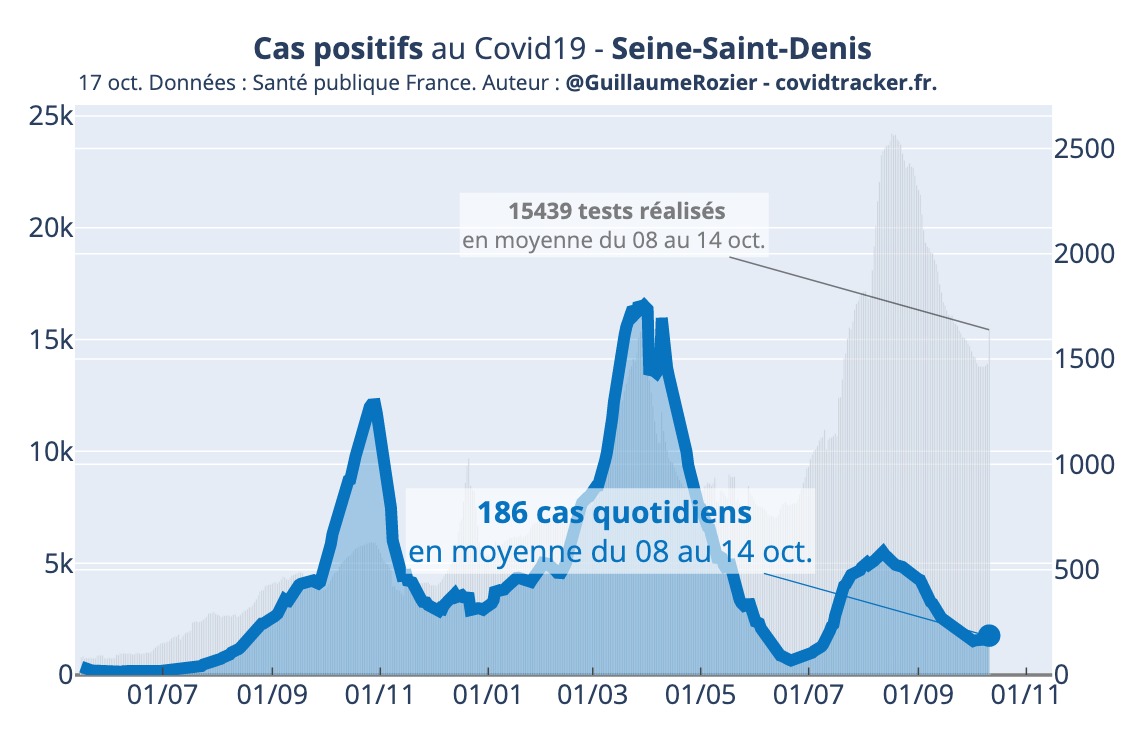 Cas positifs au Covid19 - Seine-Saint-Denis
17 oct. Données : Santé publique France. Auteur : @GuillaumeRozier - covidtracker.fr.
25k
2500
15439 tests réalisés
20k
en moyenne du 08 au 14 oct.
2000
15k
1500
10k
1000
186 cas quotidiens
en moyenne du 08 au 14 oct.
5k
500
0
0
01/07 01/09 01/11 01/01 01/03 01/05 01/07 01/09 01/11